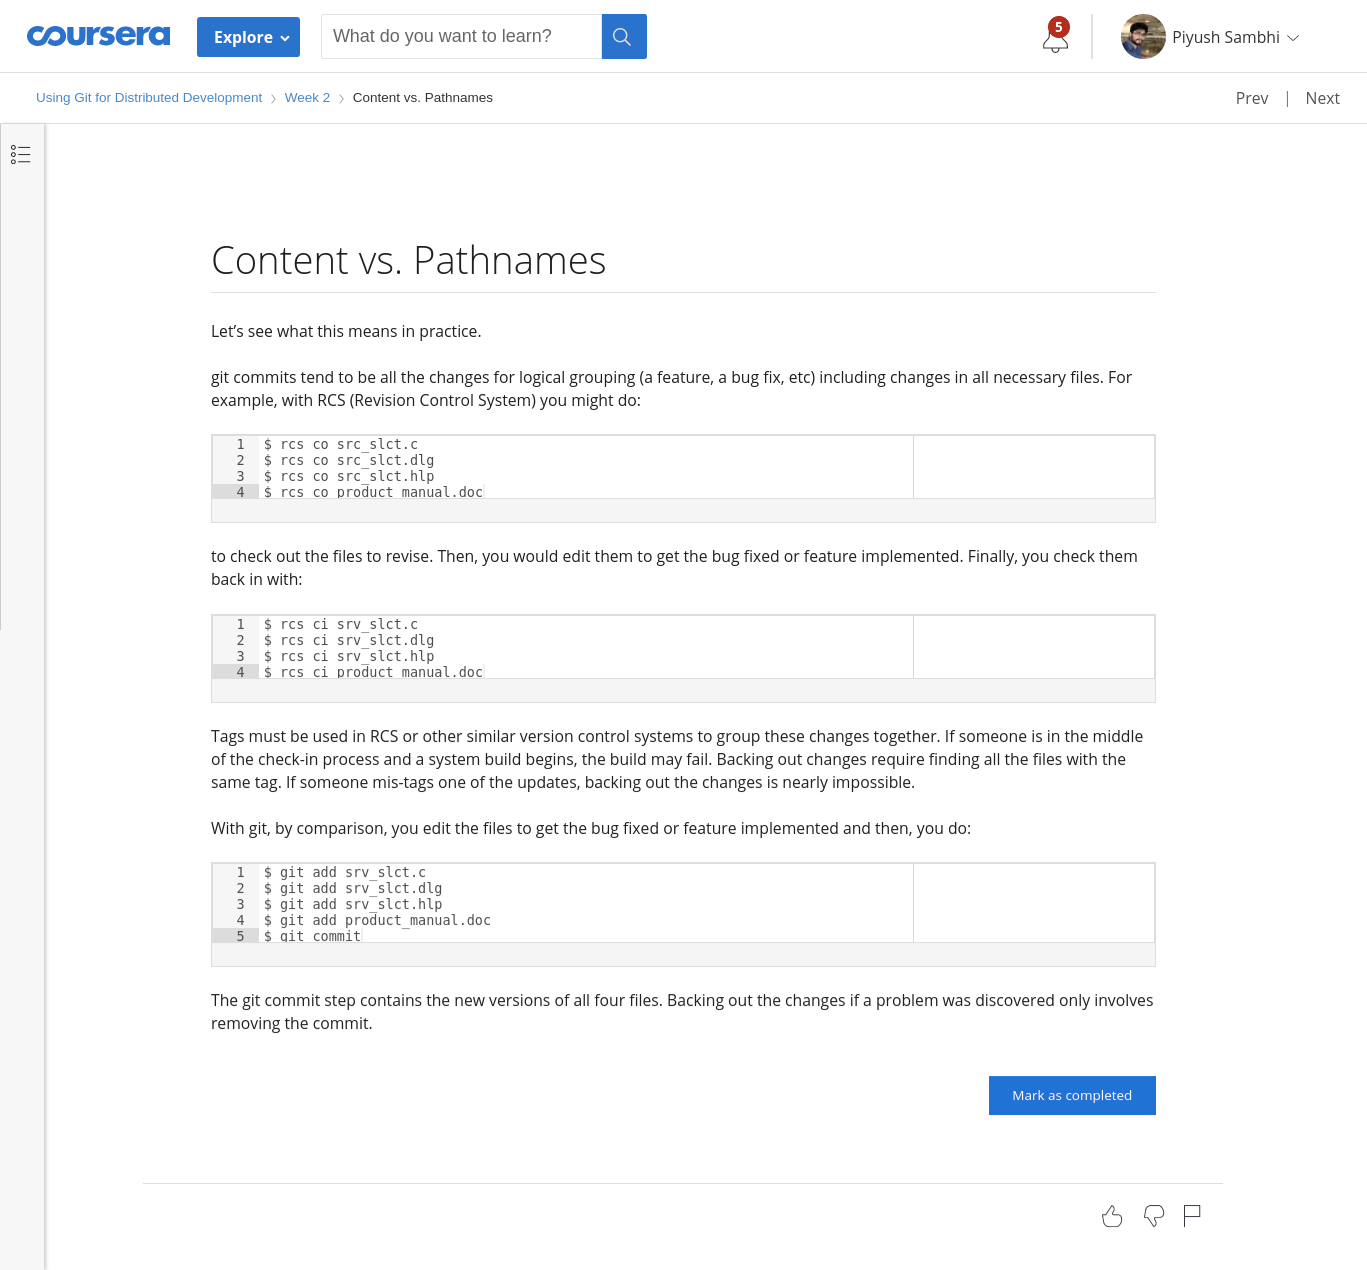 coursera
Explore
What do you want to learn?
5
Piyush Sambhi
Using Git for Distributed Development
Week 2
Content vs. Pathnames
Prev | Next
Content vs. Pathnames
Let’s see what this means in practice.
git commits tend to be all the changes for logical grouping (a feature, a bug fix, etc) including changes in all necessary files. For
example, with RCS (Revision Control System) you might do:
1 $ rcs co src_slct.c
2 $ rcs co src_slct.dlg
3 $ rcs co src_slct.hlp
4 $ rcs co product_manual.doc
to check out the files to revise. Then, you would edit them to get the bug fixed or feature implemented. Finally, you check them
back in with:
1 $ rcs ci srv_slct.c
2 $ rcs ci srv_slct.dlg
3 $ rcs ci srv_slct.hlp
4 $ rcs ci product_manual.doc
Tags must be used in RCS or other similar version control systems to group these changes together. If someone is in the middle
of the check-in process and a system build begins, the build may fail. Backing out changes require finding all the files with the
same tag. If someone mis-tags one of the updates, backing out the changes is nearly impossible.
With git, by comparison, you edit the files to get the bug fixed or feature implemented and then, you do:
1 $ git add srv_slct.c
2 $ git add srv_slct.dlg
3 $ git add srv_slct.hlp
4 $ git add product_manual.doc
5 $ git commit
The git commit step contains the new versions of all four files. Backing out the changes if a problem was discovered only involves
removing the commit.
Mark as completed